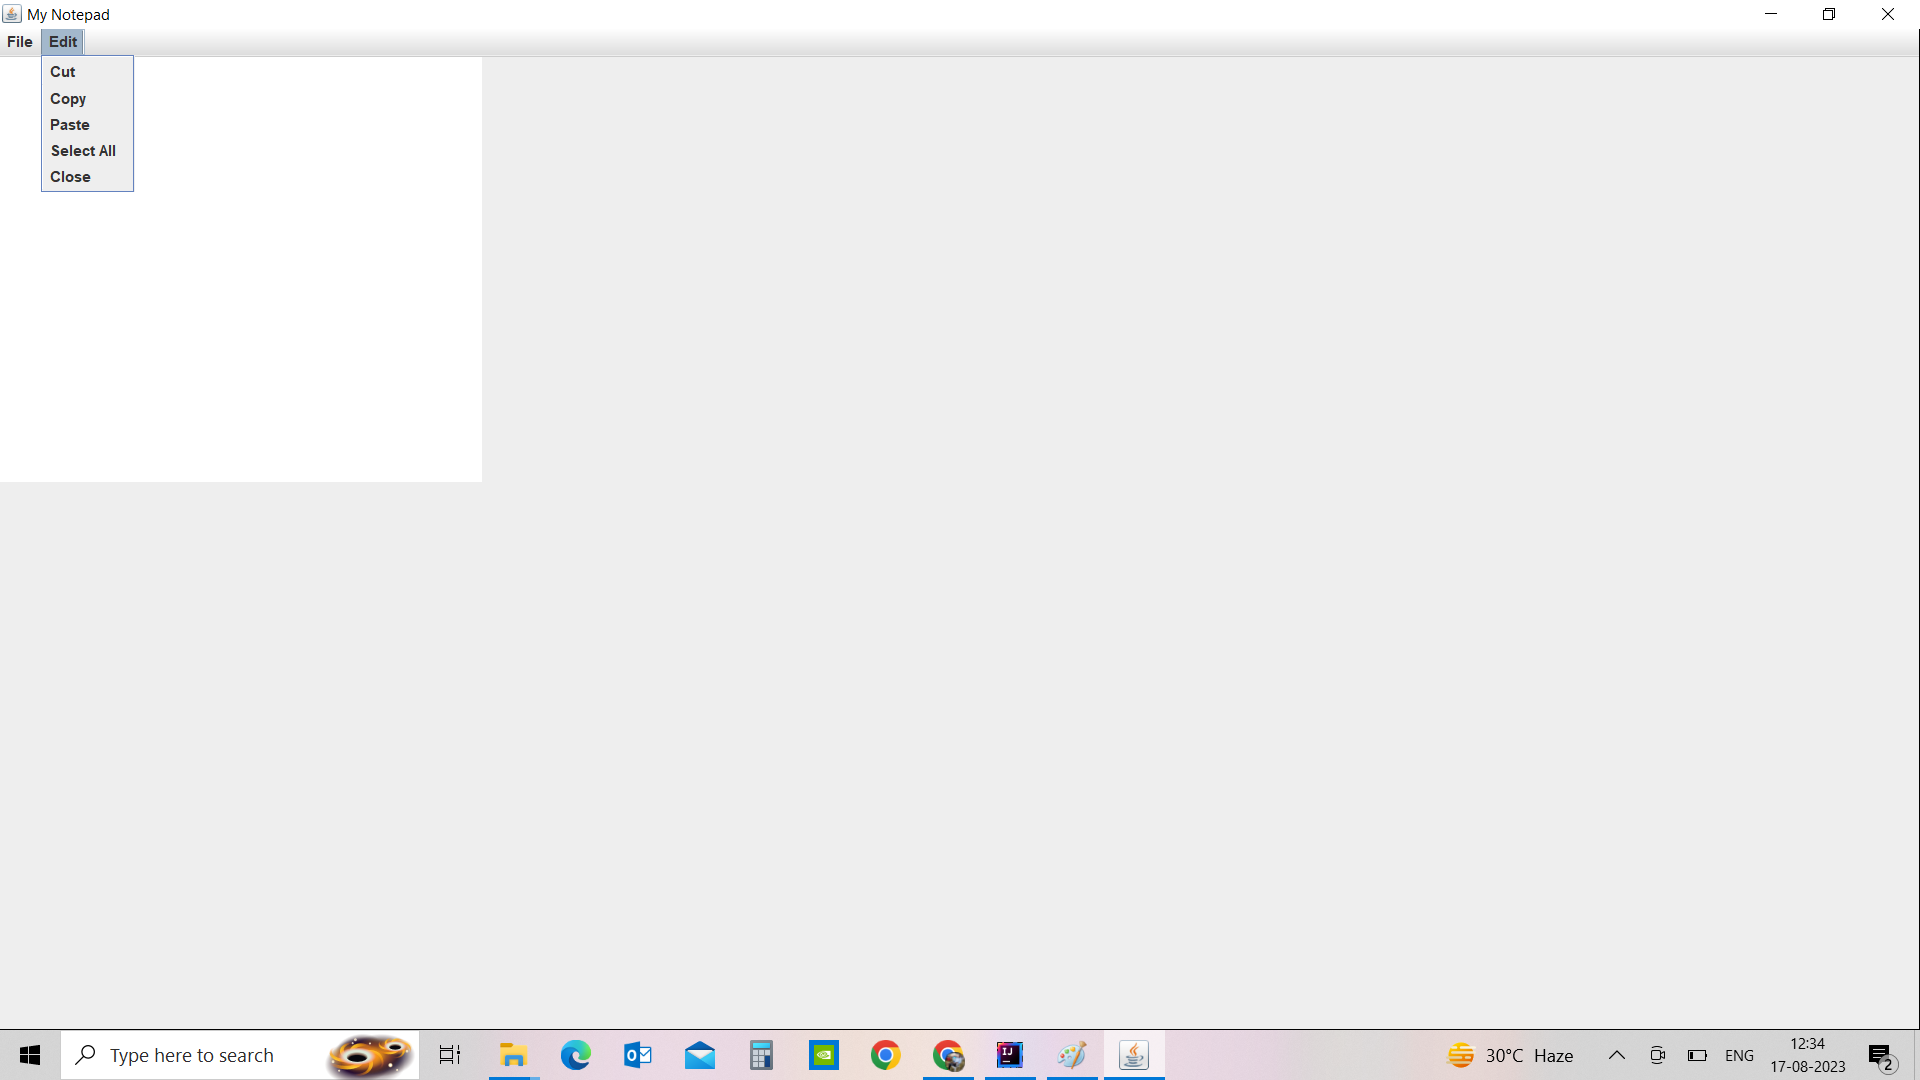 My Notepad
File Edit
Cut
Copy
Paste
Select All
Close
Type here to search
30°C Haze
ENG
12:34
17-08-2023
2